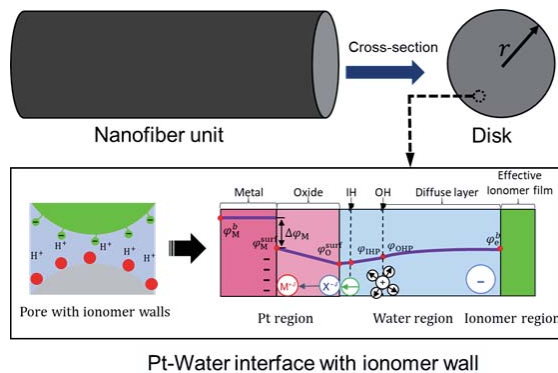 Cross-section
r
Nanofiber unit
Disk
Effective
Ionomer film
Metal
Oxide
IH
OH
Diffuse layer
H⁺
H⁺
H⁺
H⁺
H⁺
H⁺
Pore with ionomer walls
φ_M^b
Δφ_M
φ_M^surf
φ_O^surf
φ_IHP
φ_OHP
φ_e^b
Pt region
Water region
Ionomer region
Pt-Water interface with ionomer wall